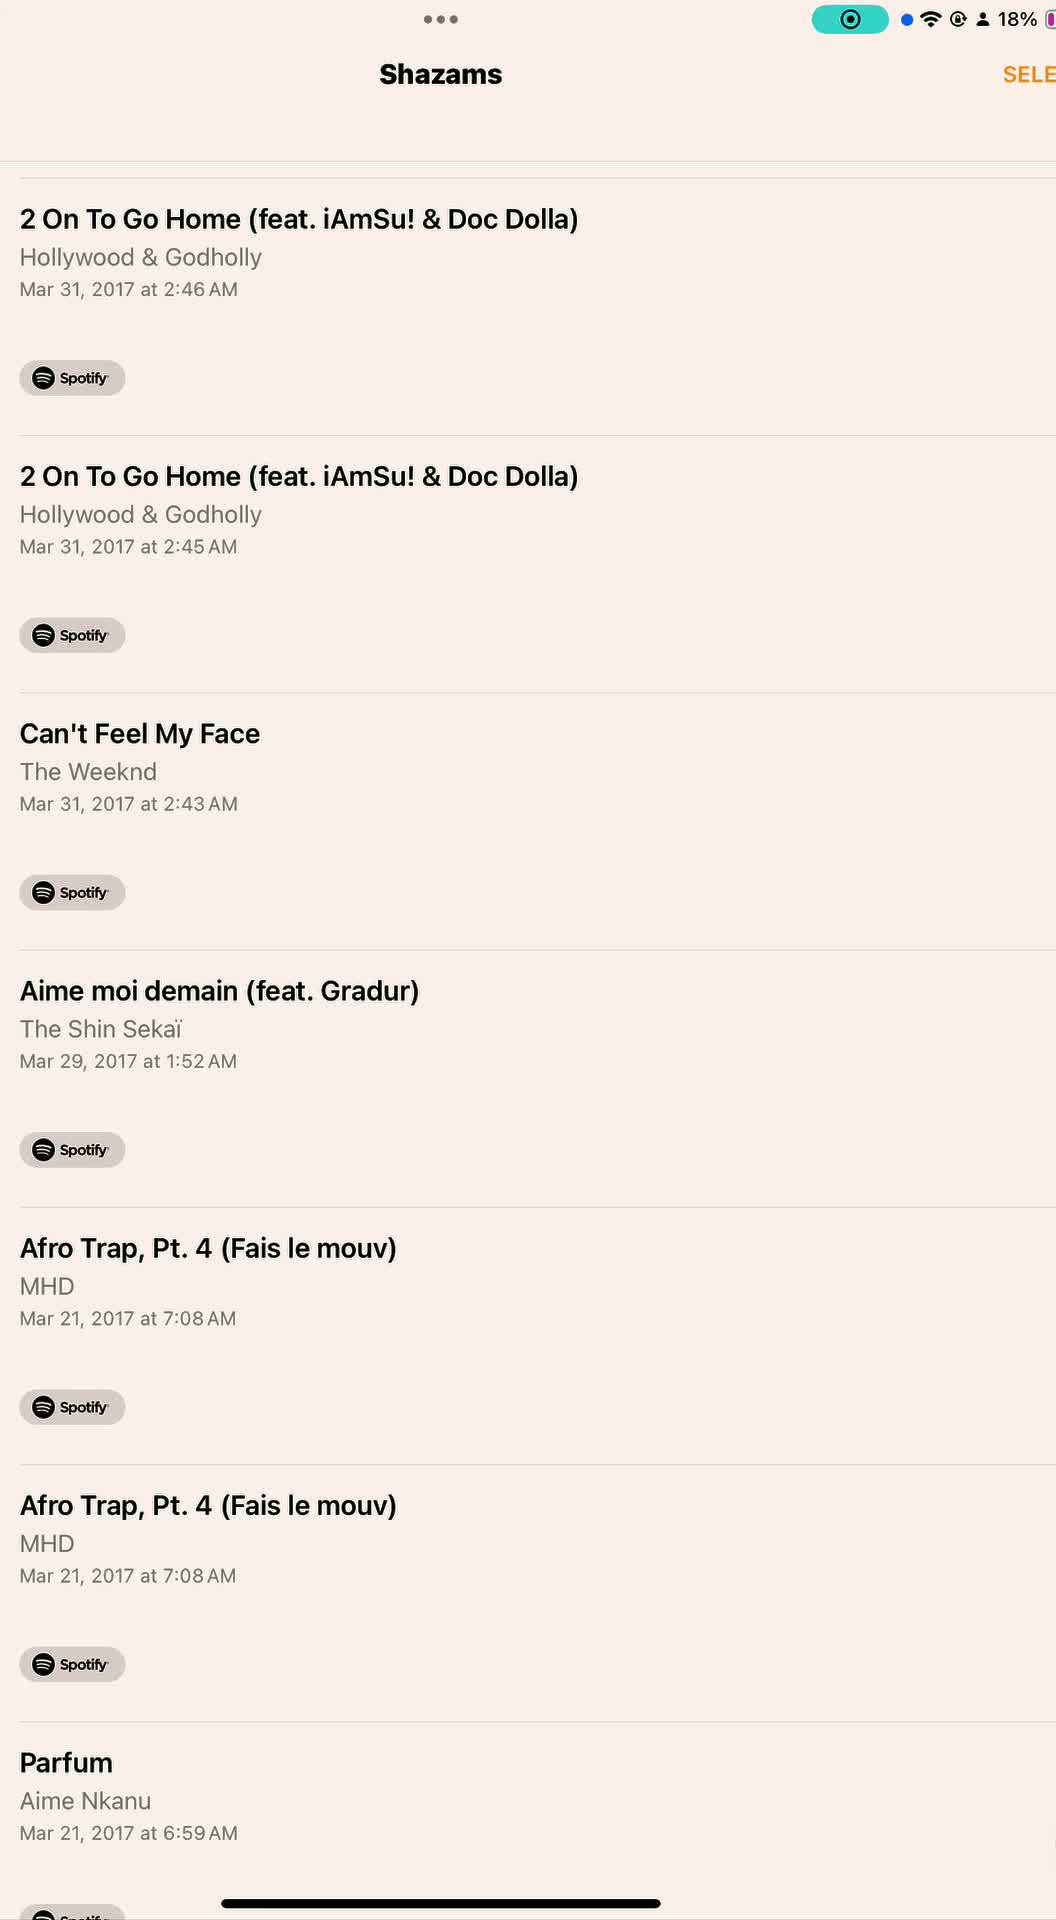 18%
Shazams
SELE
2 On To Go Home (feat. iAmSu! & Doc Dolla)
Hollywood & Godholly
Mar 31, 2017 at 2:46 AM
Spotify
2 On To Go Home (feat. iAmSu! & Doc Dolla)
Hollywood & Godholly
Mar 31, 2017 at 2:45 AM
Spotify
Can't Feel My Face
The Weeknd
Mar 31, 2017 at 2:43 AM
Spotify
Aime moi demain (feat. Gradur)
The Shin Sekaï
Mar 29, 2017 at 1:52 AM
Spotify
Afro Trap, Pt. 4 (Fais le mouv)
MHD
Mar 21, 2017 at 7:08 AM
Spotify
Afro Trap, Pt. 4 (Fais le mouv)
MHD
Mar 21, 2017 at 7:08 AM
Spotify
Parfum
Aime Nkanu
Mar 21, 2017 at 6:59 AM
Spotify